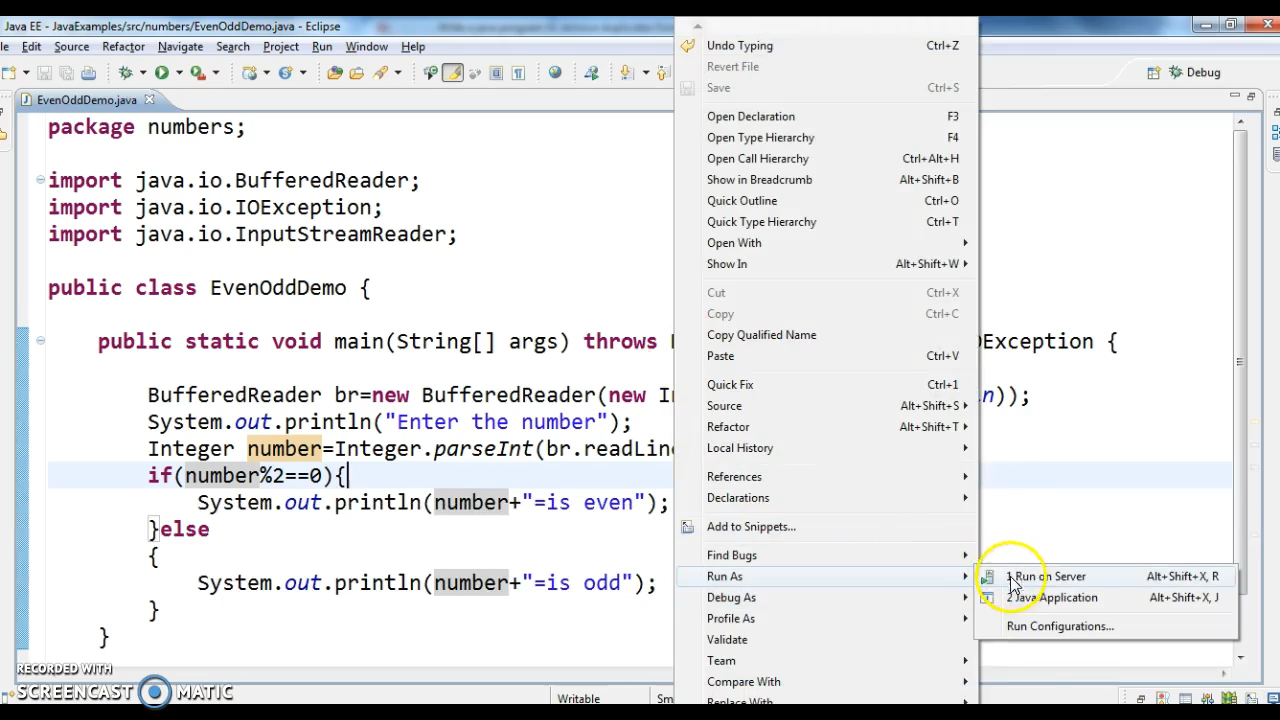 Java EE - JavaExamples/src/numbers/EvenOddDemo.java - Eclipse
Edit Source Refactor Navigate Search Project Run Window Help
Debug
EvenOddDemo.java
package numbers;
import java.io.BufferedReader;
import java.io.IOException;
import java.io.InputStreamReader;
public class EvenOddDemo {
public static void main(String[] args) throws OException {
BufferedReader br=new BufferedReader(new In n));
System.out.println("Enter the number");
Integer number=Integer.parseInt(br.readLine
if(number%2==0){
System.out.println(number+"=is even");
}else
{
System.out.println(number+"=is odd");
}
}
Undo Typing Ctrl+Z
Revert File
Save Ctrl+S
Open Declaration F3
Open Type Hierarchy F4
Open Call Hierarchy Ctrl+Alt+H
Show in Breadcrumb Alt+Shift+B
Quick Outline Ctrl+O
Quick Type Hierarchy Ctrl+T
Open With
Show In Alt+Shift+W
Cut Ctrl+X
Copy Ctrl+C
Copy Qualified Name
Paste Ctrl+V
Quick Fix Ctrl+1
Source Alt+Shift+S
Refactor Alt+Shift+T
Local History
References
Declarations
Add to Snippets...
Find Bugs
Run As
Debug As
Profile As
Validate
Team
Compare With
Replace With
1 Run on Server Alt+Shift+X, R
2 Java Application Alt+Shift+X, J
Run Configurations...
RECORDED WITH
SCREENCAST MATIC
Writable Sm